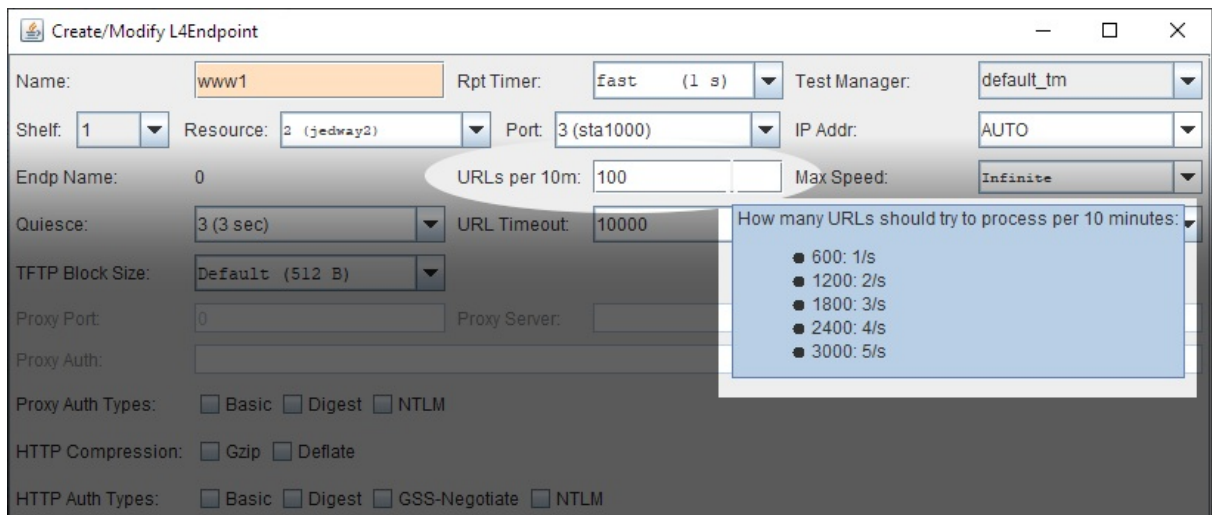 Create/Modify L4Endpoint
Name: www1 Rpt Timer: fast (1 s) Test Manager: default_tm
Shelf: 1 Resource: 2 (jedway2) Port: 3 (sta1000) IP Addr: AUTO
Endp Name: 0 URLs per 10m: 100 Max Speed: Infinite
Quiesce: 3 (3 sec) URL Timeout: 10000
How many URLs should try to process per 10 minutes:
600: 1/s
1200: 2/s
1800: 3/s
2400: 4/s
3000: 5/s
TFTP Block Size: Default (512 B)
Proxy Port: 0 Proxy Server:
Proxy Auth:
Proxy Auth Types: Basic Digest NTLM
HTTP Compression: Gzip Deflate
HTTP Auth Types: Basic Digest GSS-Negotiate NTLM